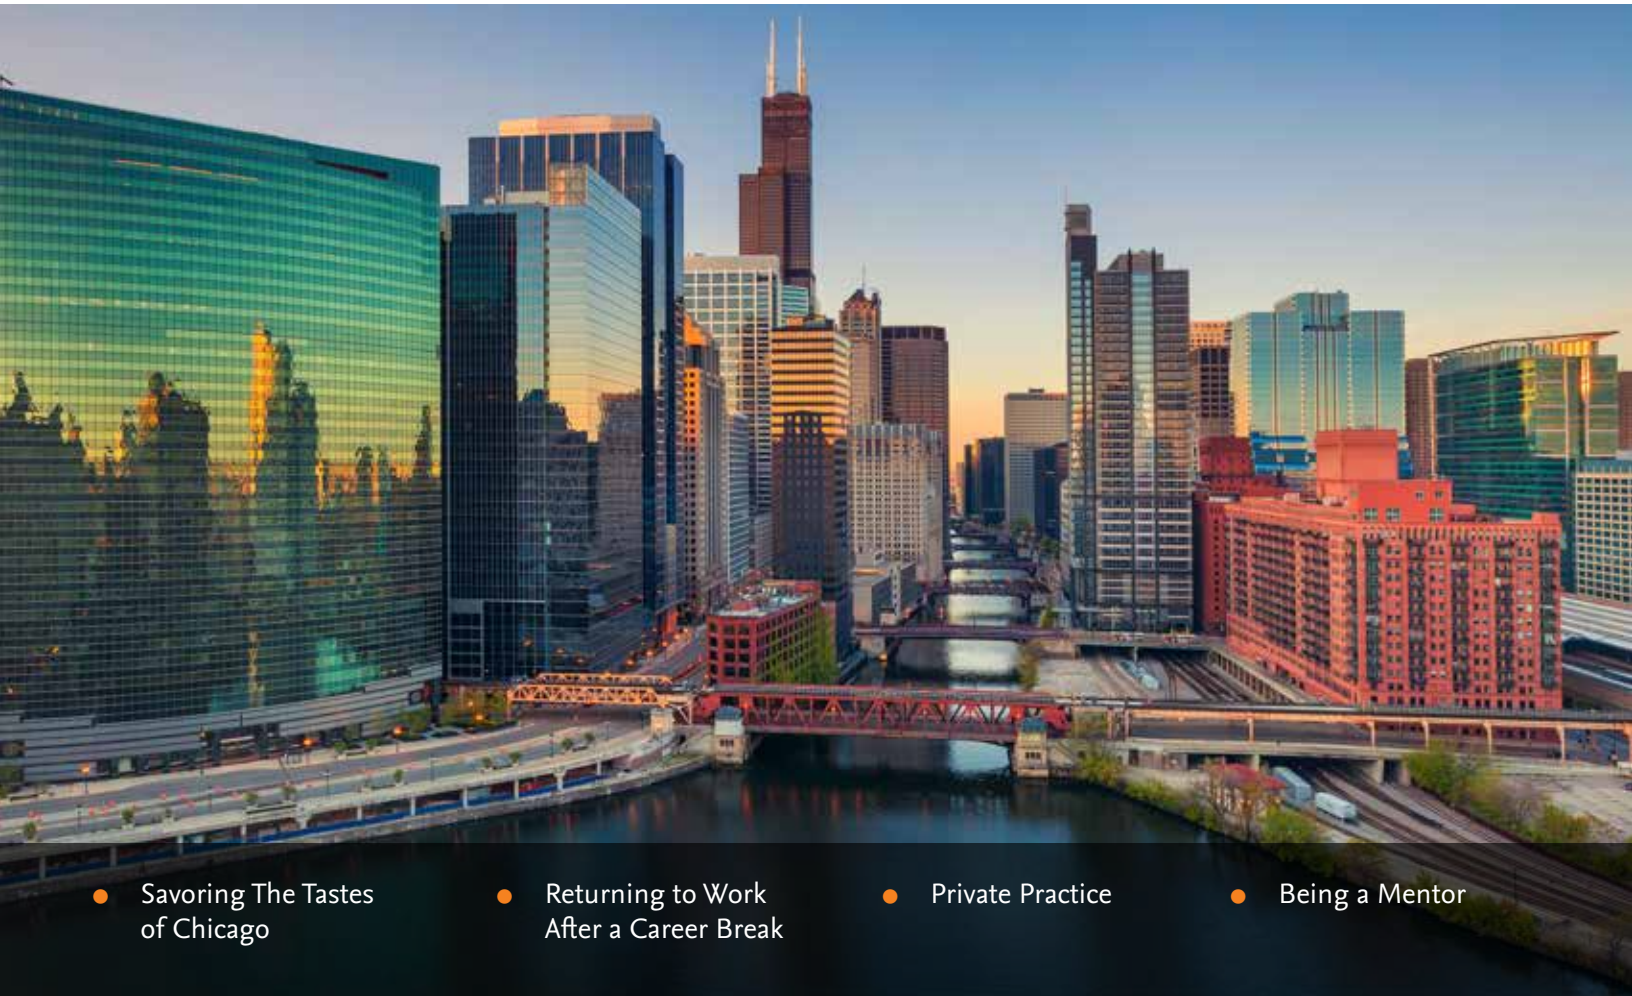 Savoring The Tastes
of Chicago
Returning to Work
After a Career Break
Private Practice
Being a Mentor